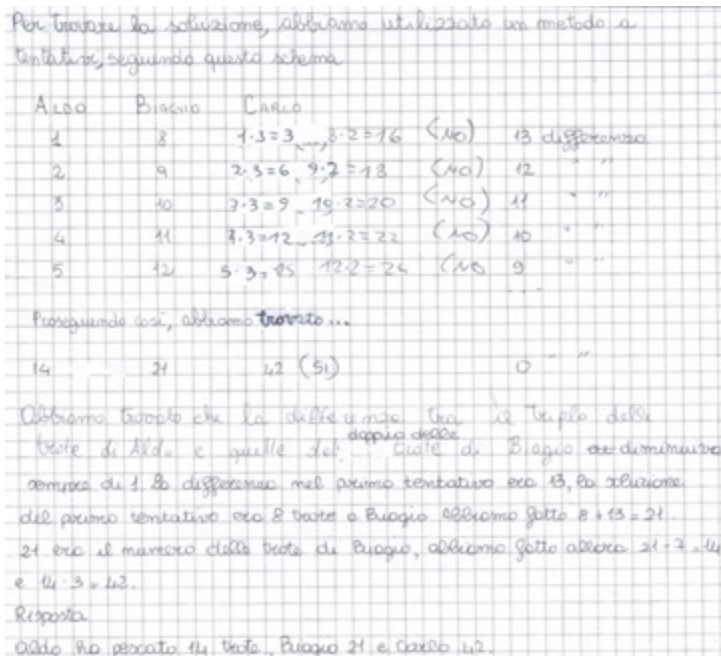 Per trovare la soluzione, abbiamo utilizzato un metodo a
tentativi, seguendo questo schema
ALDO BIAGIO CARLO
1 8 1·3=3 8·2=16 (NO) 13 differenza
2 9 2·3=6 9·2=18 (NO) 12 " "
3 10 3·3=9 10·2=20 (NO) 11 " "
4 11 4·3=12 11·2=22 (NO) 10 " "
5 12 5·3=15 12·2=24 (NO 9 " "
Proseguendo così, abbiamo trovato...
14 21 42 (SI) 0 " "
Abbiamo trovato che la differenza tra il triplo delle
trote di Aldo e quelle del doppio delle trote di Biagio diminuiva
sempre di 1. La differenza nel primo tentativo era 13, la soluzione
del primo tentativo era 8 trote a Biagio abbiamo fatto 8+13=21.
21 era il numero delle trote di Biagio, abbiamo fatto allora 21-7=14
e 14·3=42.
Risposta
Aldo ha pescato 14 trote, Biagio 21 e Carlo 42.